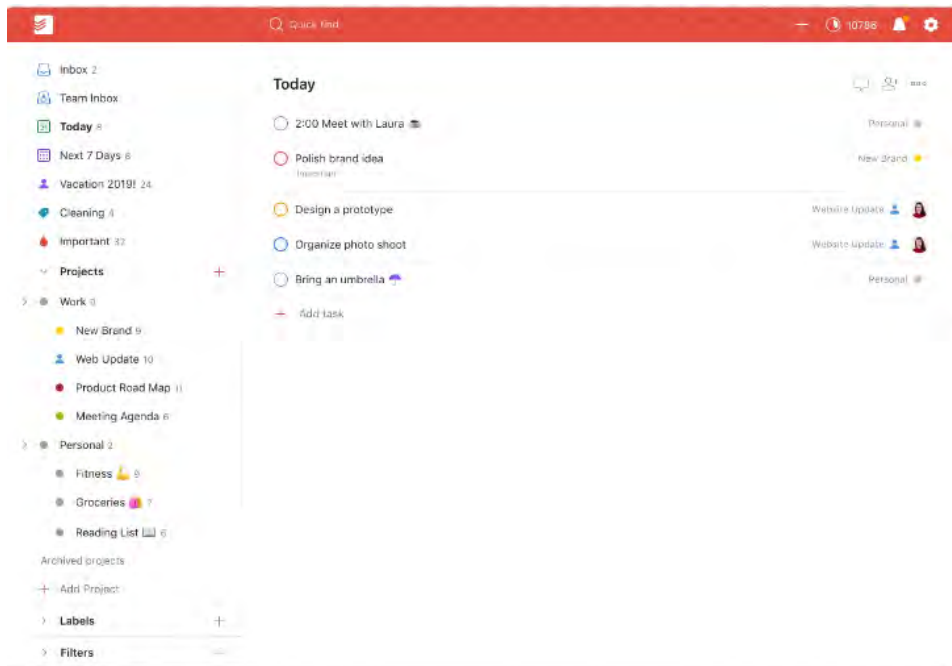 Quick find
10786
Inbox 2
Team Inbox
Today
Next 7 Days
Vacation 2019! 24
Cleaning 4
Important 32
Projects
Work
New Brand 9
Web Update 10
Product Road Map 11
Meeting Agenda 6
Personal 2
Fitness 9
Groceries 7
Reading List 6
Archived projects
Add Project
Labels
Filters
Today
2:00 Meet with Laura
Personal
Polish brand idea
New Brand
Design a prototype
Website Update
Organize photo shoot
Website Update
Bring an umbrella
Personal
Add task